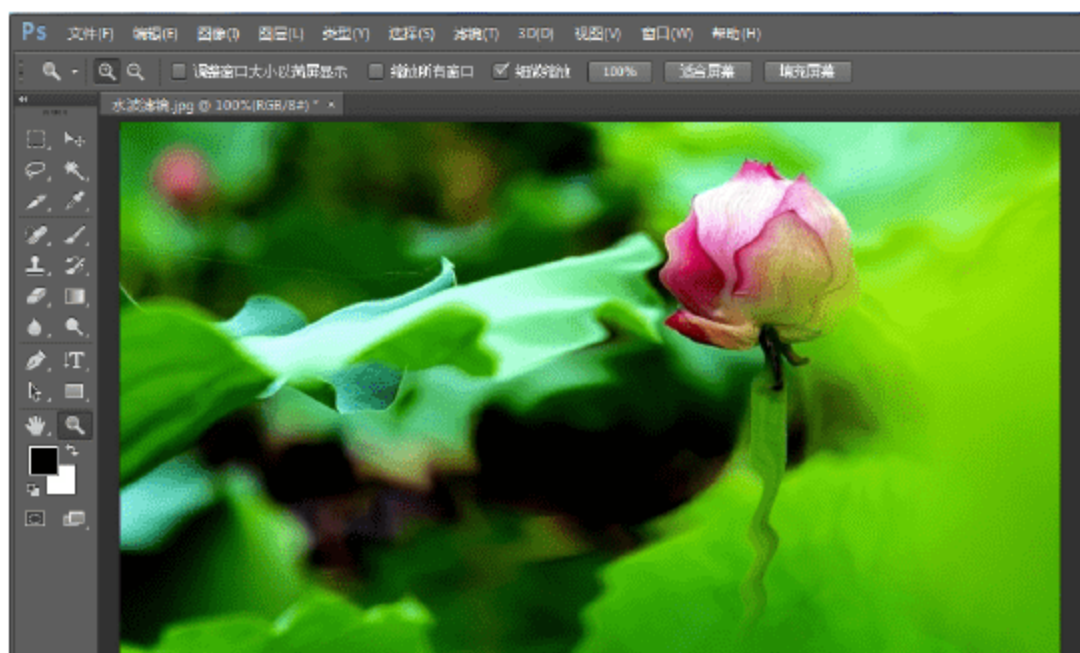 Ps 文件(F) 编辑(E) 图像(I) 图层(L) 类型(Y) 选择(S) 滤镜(T) 3D(D) 视图(V) 窗口(W) 帮助(H)
调整窗口大小以满屏显示 缩放所有窗口 细微缩放 100% 适合屏幕 填充屏幕
水波滤镜.jpg @ 100%(RGB/8#) * ×
T